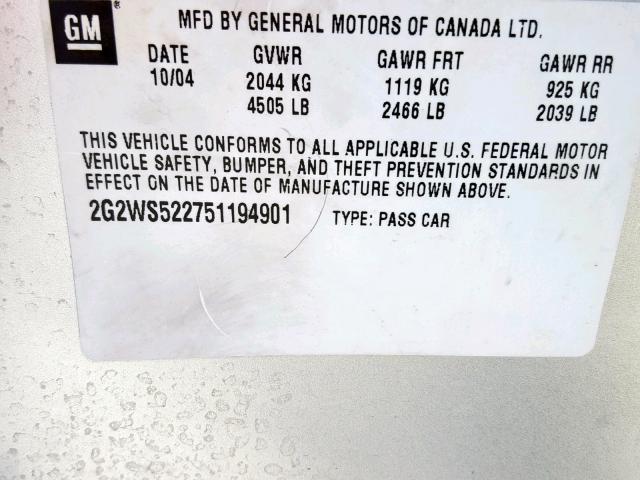 GM ®
MFD BY GENERAL MOTORS OF CANADA LTD.
DATE GVWR GAWR FRT GAWR RR
10/04 2044 KG 1119 KG 925 KG
4505 LB 2466 LB 2039 LB
THIS VEHICLE CONFORMS TO ALL APPLICABLE U.S. FEDERAL MOTOR
VEHICLE SAFETY, BUMPER, AND THEFT PREVENTION STANDARDS IN
EFFECT ON THE DATE OF MANUFACTURE SHOWN ABOVE.
2G2WS522751194901 TYPE: PASS CAR